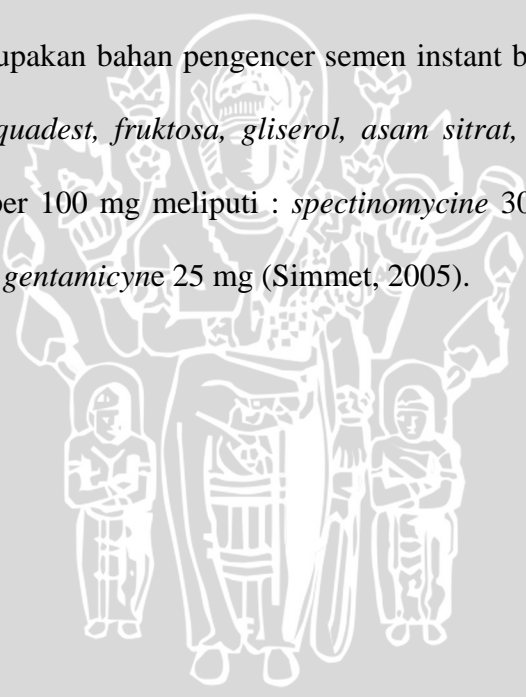 upakan bahan pengencer semen instant b
quadest, fruktosa, gliserol, asam sitrat,
per 100 mg meliputi : spectinomycine 30
gentamicyne 25 mg (Simmet, 2005).